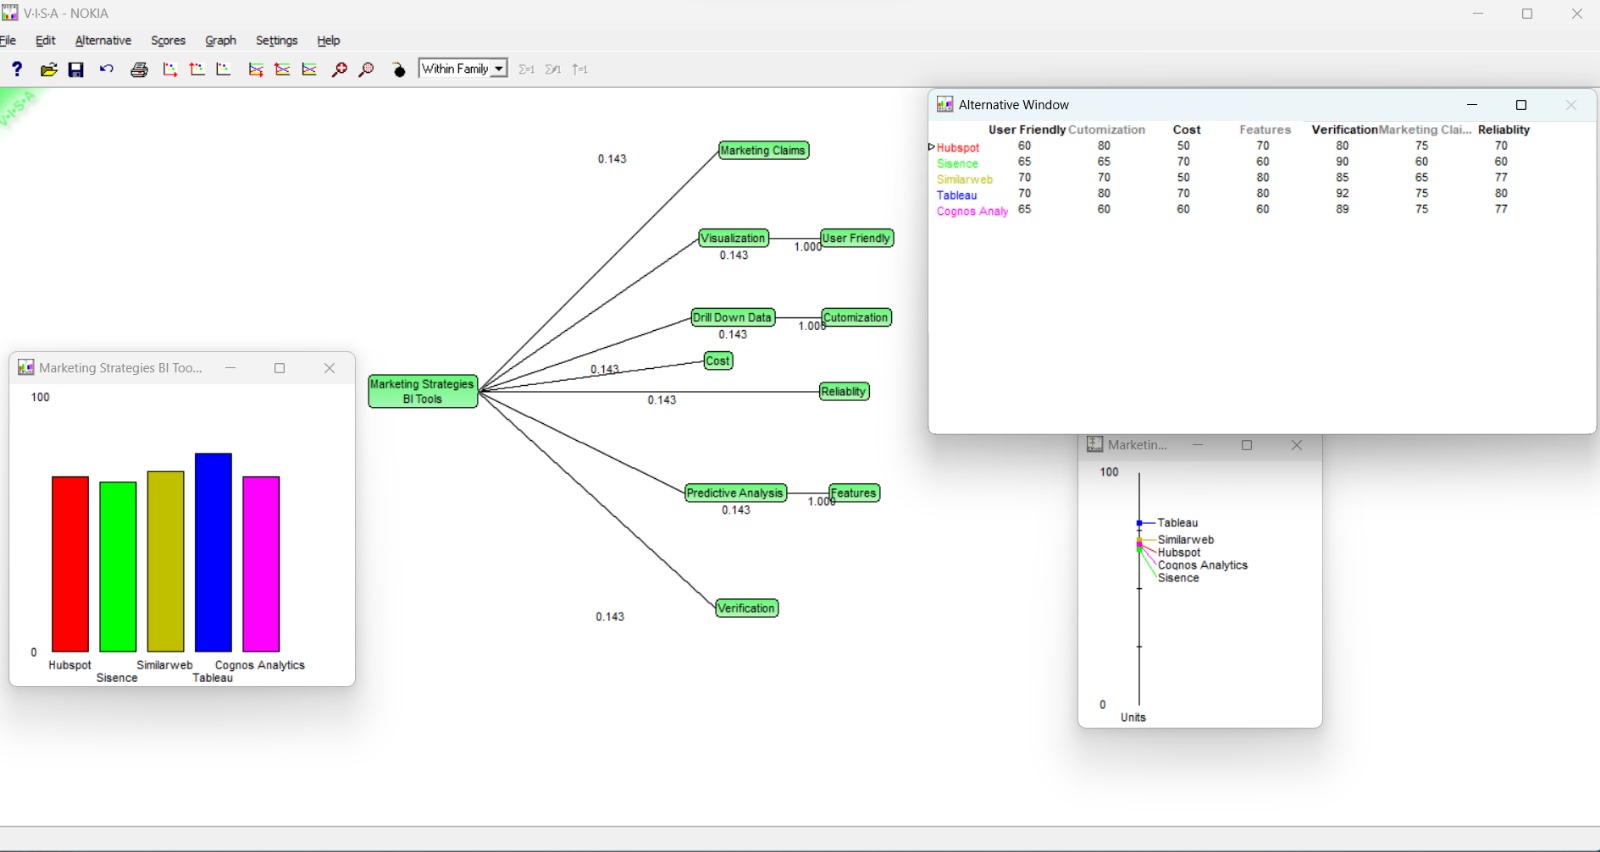 V·I·S·A - NOKIA
File Edit Alternative Scores Graph Settings Help
? Within Family Σ=1 Σ≠1 ↑=1
V·I·S·A
Marketing Claims
0.143
Visualization 1.000 User Friendly
0.143
Drill Down Data 1.000 Cutomization
0.143
Cost
0.143
Marketing Strategies
BI Tools
Reliablity
0.143
Predictive Analysis 1.000 Features
0.143
Verification
0.143
Alternative Window
User Friendly Cutomization Cost Features Verification Marketing Clai... Reliablity
Hubspot 60 80 50 70 80 75 70
Sisence 65 65 70 60 90 60 60
Similarweb 70 70 50 80 85 65 77
Tableau 70 80 70 80 92 75 80
Cognos Analy 65 60 60 60 89 75 77
Marketing Strategies BI Too...
100
0
Hubspot Similarweb Cognos Analytics
Sisence Tableau
Marketin...
100
Tableau
Similarweb
Hubspot
Cognos Analytics
Sisence
0
Units